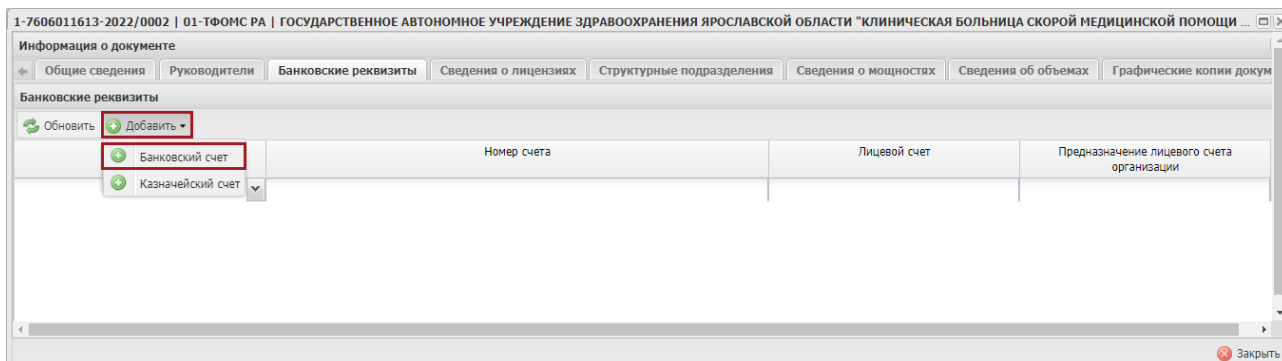 1-7606011613-2022/0002 | 01-ТФОМС РА | ГОСУДАРСТВЕННОЕ АВТОНОМНОЕ УЧРЕЖДЕНИЕ ЗДРАВООХРАНЕНИЯ ЯРОСЛАВСКОЙ ОБЛАСТИ "КЛИНИЧЕСКАЯ БОЛЬНИЦА СКОРОЙ МЕДИЦИНСКОЙ ПОМОЩИ ...
Информация о документе
Общие сведения Руководители Банковские реквизиты Сведения о лицензиях Структурные подразделения Сведения о мощностях Сведения об объемах Графические копии докум
Банковские реквизиты
Обновить Добавить
Номер счета Лицевой счет Предназначение лицевого счета
организации
Банковский счет
Казначейский счет
Закрыть